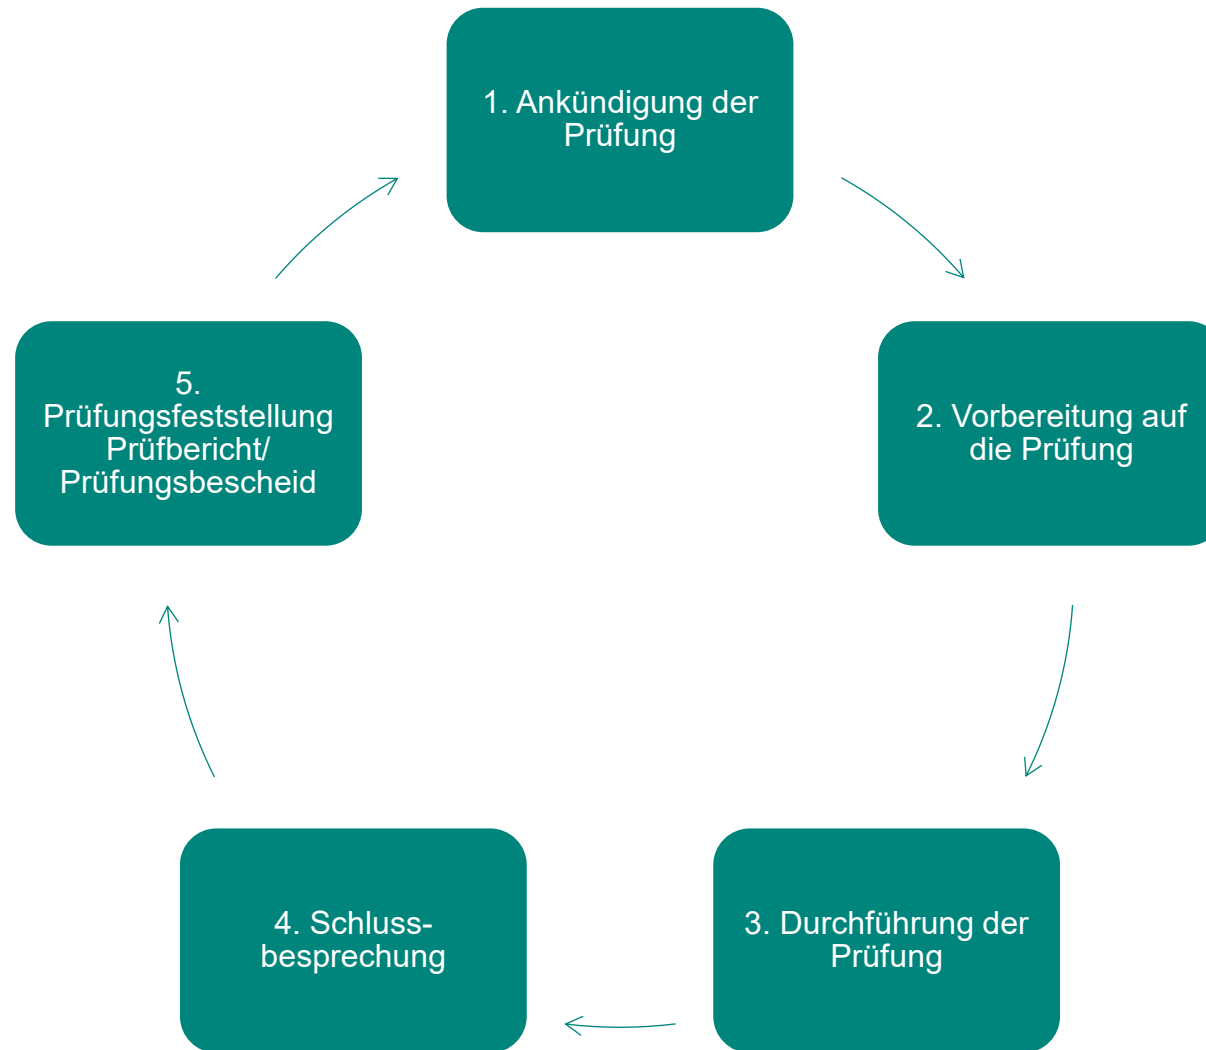 1. Ankündigung der
Prüfung
2. Vorbereitung auf
die Prüfung
3. Durchführung der
Prüfung
4. Schluss-
besprechung
5.
Prüfungsfeststellung
Prüfbericht/
Prüfungsbescheid